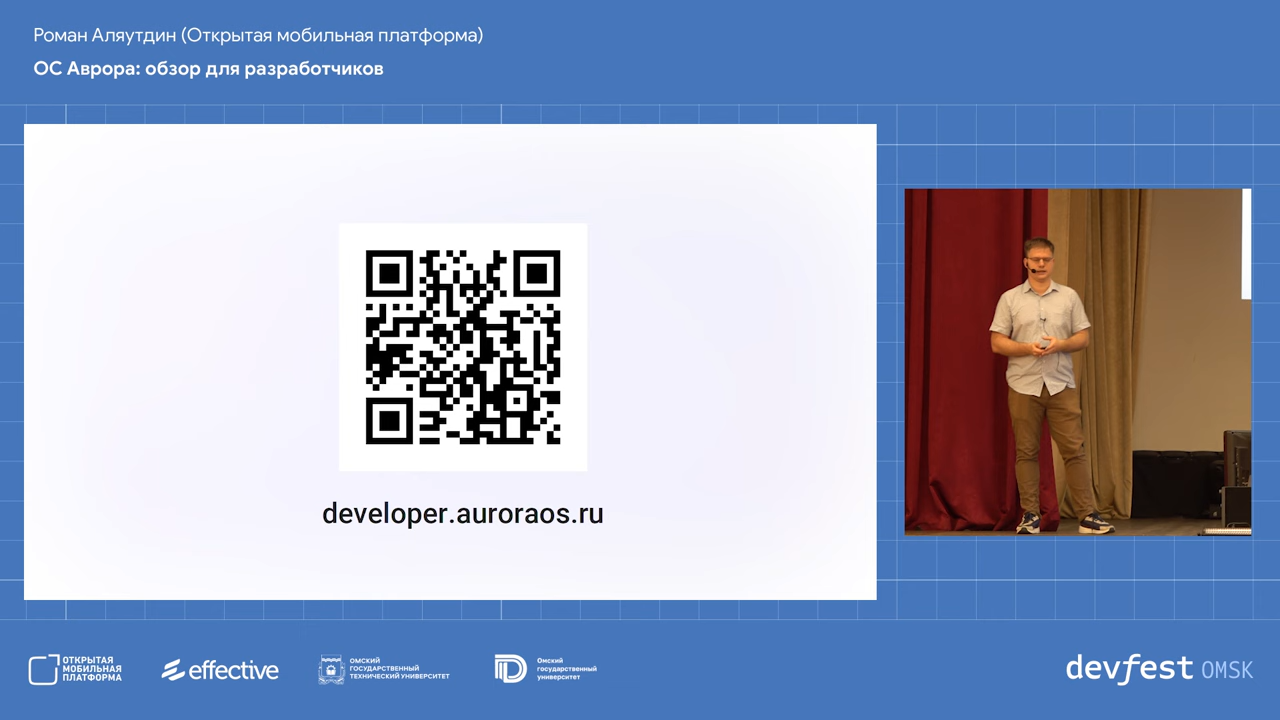 Роман Аляутдин (Открытая мобильная платформа)
ОС Аврора: обзор для разработчиков
developer.auroraos.ru
ОТКРЫТАЯ
МОБИЛЬНАЯ
ПЛАТФОРМА
effective
ОМСКИЙ
ГОСУДАРСТВЕННЫЙ
ТЕХНИЧЕСКИЙ УНИВЕРСИТЕТ
Омский
государственный
университет
devfest OMSK